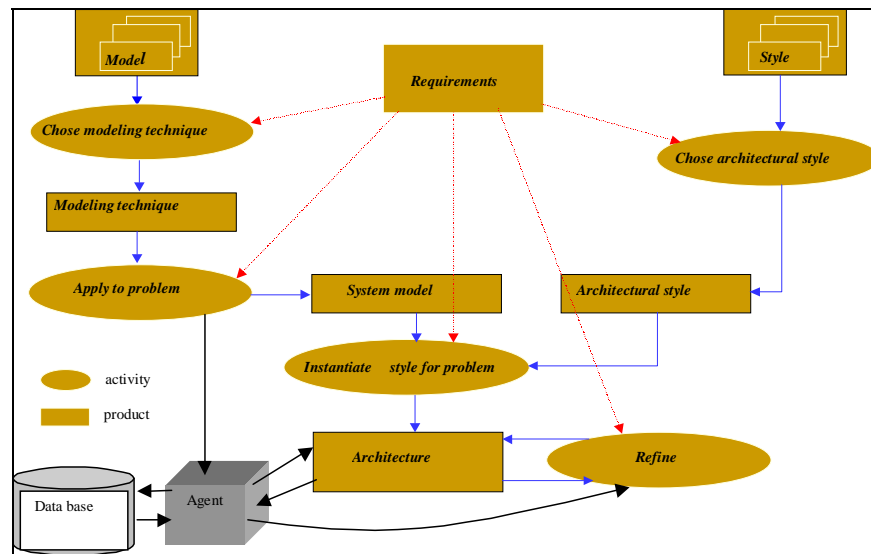 Model
Requirements
Style
Chose modeling technique
Chose architectural style
Modeling technique
Apply to problem
System model
Architectural style
Instantiate style for problem
activity
product
Architecture
Refine
Data base
Agent